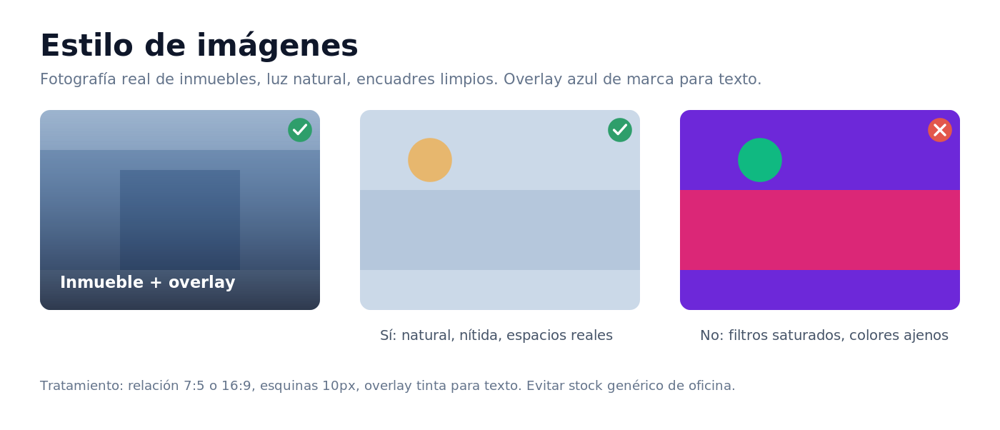 Estilo de imágenes
Fotografía real de inmuebles, luz natural, encuadres limpios. Overlay azul de marca para texto.
Inmueble + overlay
Sí: natural, nítida, espacios reales
No: filtros saturados, colores ajenos
Tratamiento: relación 7:5 o 16:9, esquinas 10px, overlay tinta para texto. Evitar stock genérico de oficina.